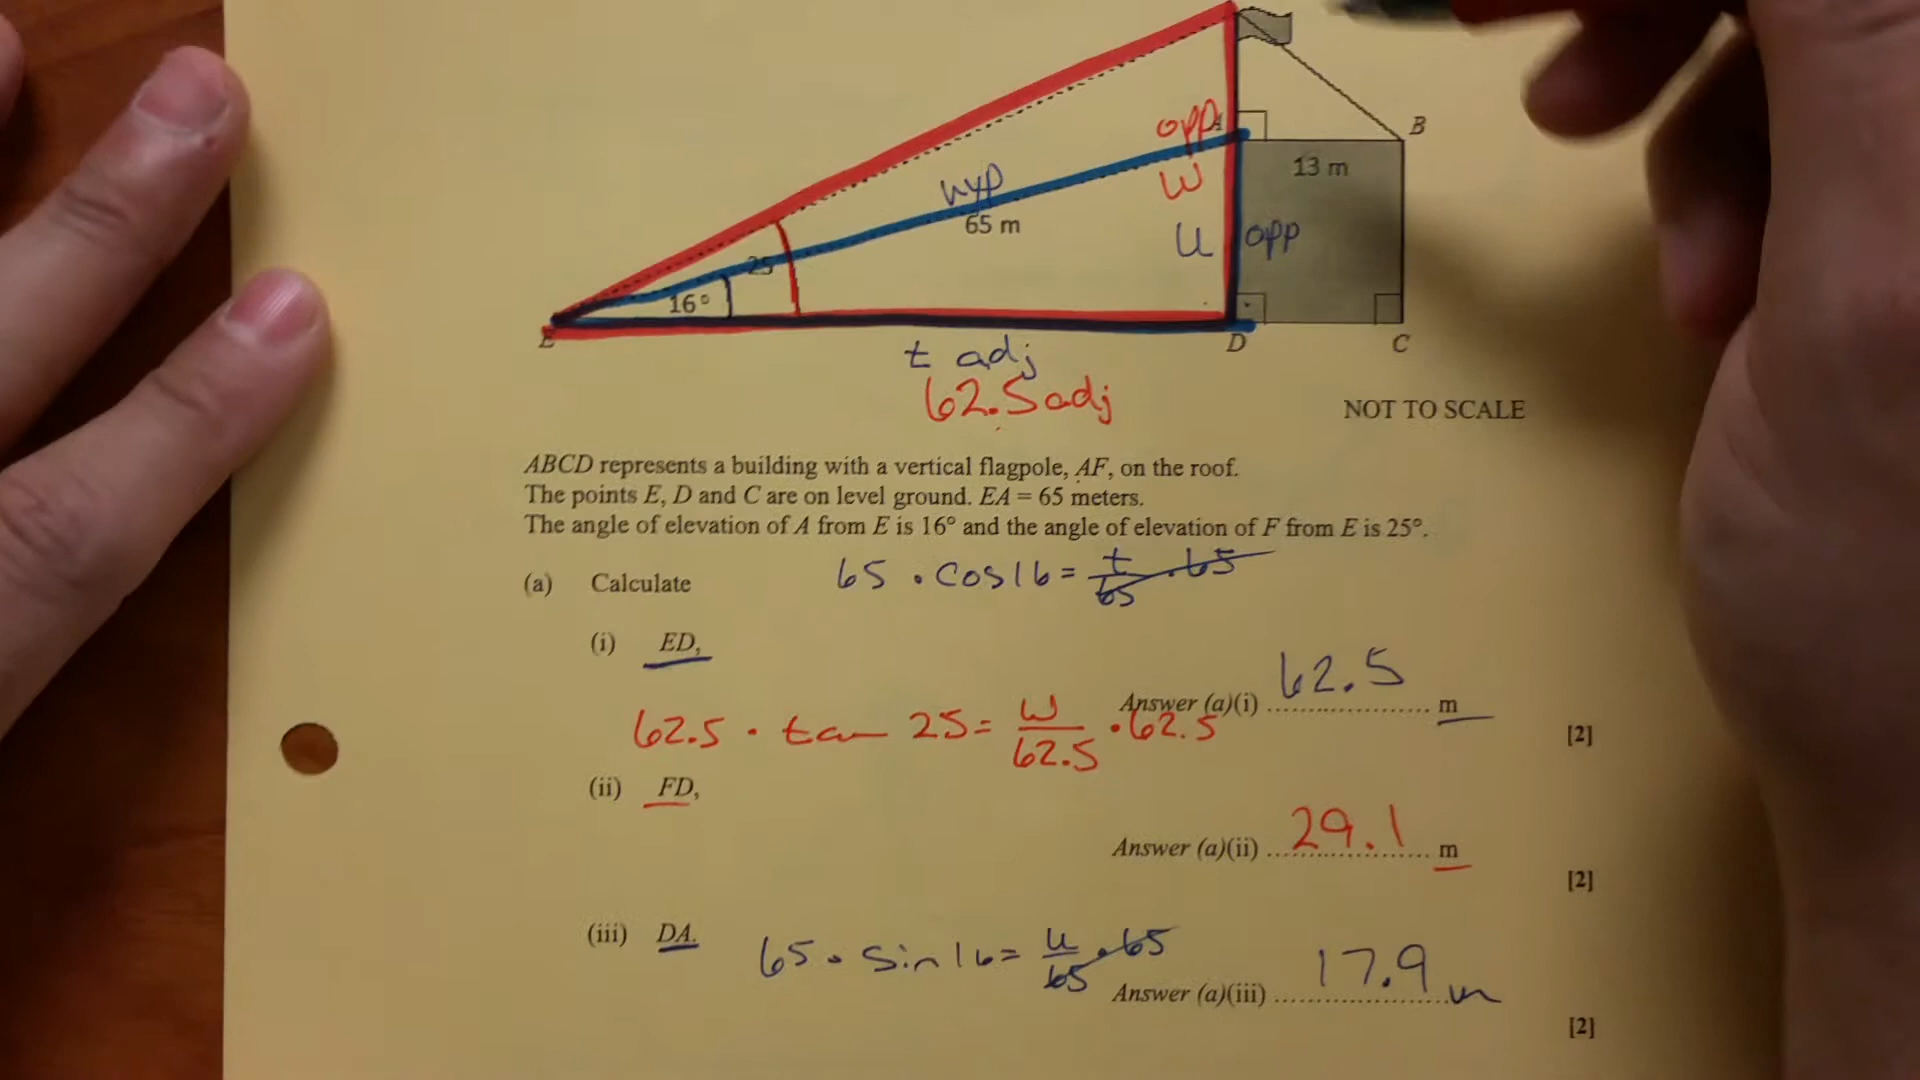 opp A
B
hyp
13 m
W
65 m
U opp
25
16°
E
D
C
t adj
62.5 adj
NOT TO SCALE
ABCD represents a building with a vertical flagpole, AF, on the roof.
The points E, D and C are on level ground. EA = 65 meters.
The angle of elevation of A from E is 16° and the angle of elevation of F from E is 25°.
65 · cos16 = t/65 · 65
(a) Calculate
(i) ED,
62.5
Answer (a)(i) .................. m
[2]
62.5 · tan 25 = W/62.5 · 62.5
(ii) FD,
29.1
Answer (a)(ii) .................. m
[2]
(iii) DA.
65 · sin16 = u/65 · 65
17.9
Answer (a)(iii) .................. m
[2]